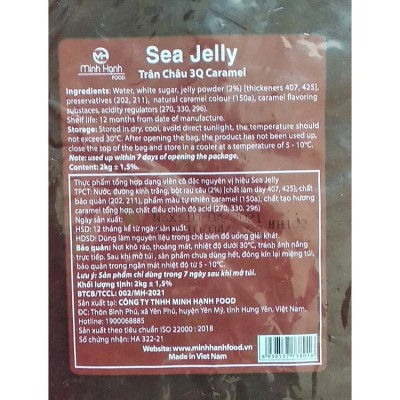 MH
Minh Hạnh
FOOD
Sea Jelly
Trân Châu 3Q Caramel
Ingredients: Water, white sugar, jelly powder (2%) [thickeners 407, 425],
preservatives (202, 211), natural caramel colour (150a), caramel flavoring
substaces, acidity regulators (270, 330, 296).
Shelf life: 12 months from date of manufacture.
Storage: Stored in dry, cool, avoid direct sunlight, the temperature should
not exceed 30°C. After opening the bag, the product has not been used up,
close the top of the bag and store in a cooler at a temperature of 5 - 10°C.
Note: used up within 7 days of opening the package.
Content: 2kg ± 1,5%.
Thực phẩm tổng hợp dạng viên cô đặc nguyên vị hiệu Sea Jelly
TPCT: Nước, đường kính trắng, bột rau câu (2%) [chất làm dày 407, 425], chất
bảo quản (202, 211), phẩm màu tự nhiên caramel (150a), chất tạo hương
caramel tổng hợp, chất điều chỉnh độ acid (270, 330, 296).
Ngày sản xuất:
HSD: 12 tháng kể từ ngày sản xuất.
HDSD: Dùng làm nguyên liệu trong chế biến đồ uống giải khát.
Bảo quản: Nơi khô ráo, thoáng mát, nhiệt độ dưới 30°C, tránh ánh nắng
trực tiếp. Sau khi mở túi, sản phẩm chưa dùng hết, đóng kín lại miệng túi,
bảo quản trong ngăn mát nhiệt độ từ 5 - 10°C.
Lưu ý: Sản phẩm chỉ dùng trong 7 ngày sau khi mở túi.
Khối lượng tịnh: 2kg ± 1,5%
BTCB/TCCL: 002/MH-2021
Sản xuất tại: CÔNG TY TNHH MINH HẠNH FOOD
ĐC: Thôn Bình Phú, xã Yên Phú, huyện Yên Mỹ, tỉnh Hưng Yên, Việt Nam.
Hotline: 1900068885
Sản xuất theo tiêu chuẩn ISO 22000 : 2018
Số chứng nhận: HA 322-21
Website: www.minhhanhfood.vn
Made in Viet Nam